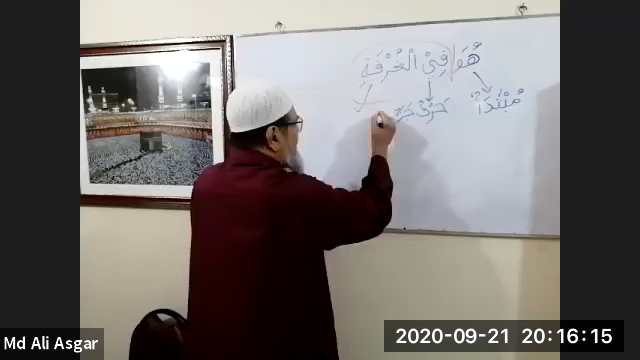 هُوَ فِيْ الْغُرْفَةِ
مُبْتَدَأٌ حَرْفُ جَرٍّ
Md Ali Asgar
2020-09-21 20:16:15